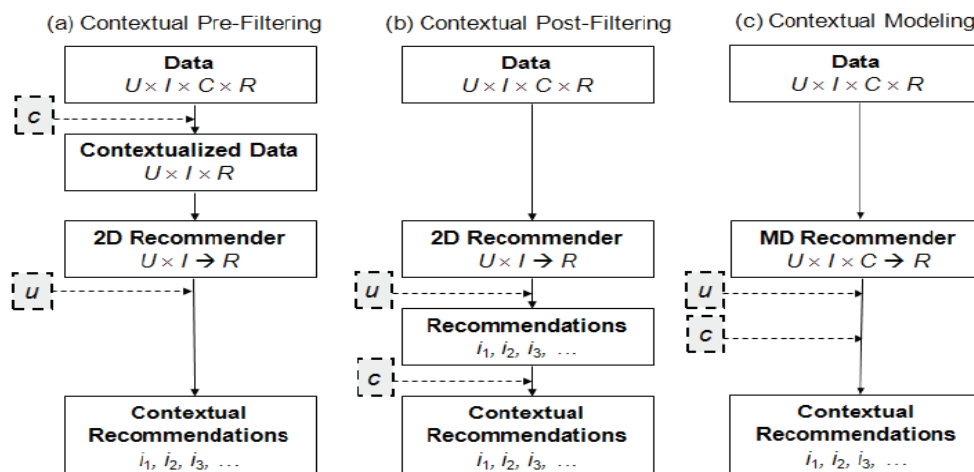 (a) Contextual Pre-Filtering
Data
U × I × C × R
c
Contextualized Data
U × I × R
2D Recommender
U × I → R
u
Contextual
Recommendations
i₁, i₂, i₃, …
(b) Contextual Post-Filtering
Data
U × I × C × R
2D Recommender
U × I → R
u
Recommendations
i₁, i₂, i₃, …
c
Contextual
Recommendations
i₁, i₂, i₃, …
(c) Contextual Modeling
Data
U × I × C × R
MD Recommender
U × I × C → R
u
c
Contextual
Recommendations
i₁, i₂, i₃, …